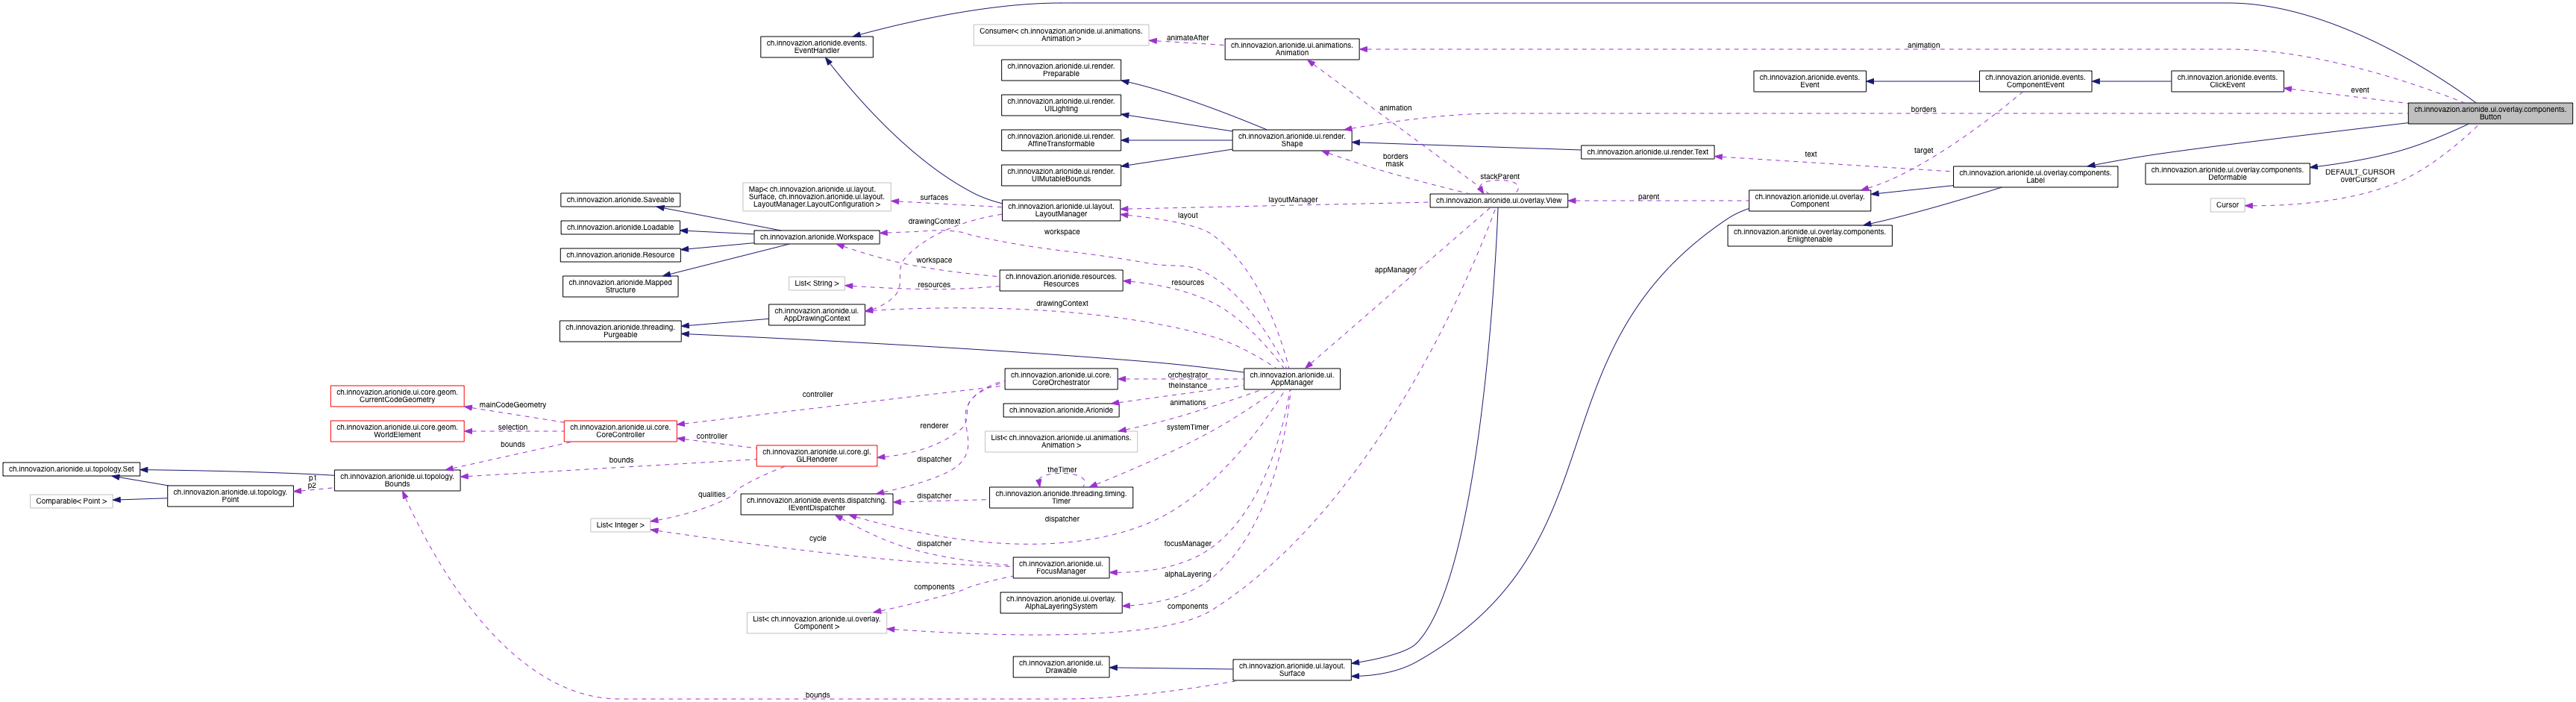 ch.innovazion.arionide.events.
EventHandler
Consumer< ch.innovazion.arionide.ui.animations.
Animation >
animateAfter
ch.innovazion.arionide.ui.animations.
Animation
animation
ch.innovazion.arionide.ui.render.
Preparable
ch.innovazion.arionide.ui.render.
UILighting
ch.innovazion.arionide.ui.render.
AffineTransformable
ch.innovazion.arionide.ui.render.
UIMutableBounds
animation
ch.innovazion.arionide.ui.render.
Shape
borders
mask
ch.innovazion.arionide.ui.render.Text
ch.innovazion.arionide.events.
Event
ch.innovazion.arionide.events.
ComponentEvent
ch.innovazion.arionide.events.
ClickEvent
event
borders
ch.innovazion.arionide.ui.overlay.components.
Button
text
target
ch.innovazion.arionide.ui.overlay.components.
Label
ch.innovazion.arionide.ui.overlay.components.
Deformable
DEFAULT_CURSOR
overCursor
Cursor
stackParent
ch.innovazion.arionide.ui.overlay.View
parent
ch.innovazion.arionide.ui.overlay.
Component
ch.innovazion.arionide.ui.overlay.components.
Enlightenable
Map< ch.innovazion.arionide.ui.layout.
Surface, ch.innovazion.arionide.ui.layout.
LayoutManager.LayoutConfiguration >
surfaces
ch.innovazion.arionide.ui.layout.
LayoutManager
layoutManager
layout
drawingContext
workspace
ch.innovazion.arionide.Saveable
ch.innovazion.arionide.Loadable
ch.innovazion.arionide.Resource
ch.innovazion.arionide.Mapped
Structure
ch.innovazion.arionide.Workspace
workspace
List< String >
resources
ch.innovazion.arionide.resources.
Resources
resources
appManager
drawingContext
ch.innovazion.arionide.ui.
AppDrawingContext
ch.innovazion.arionide.threading.
Purgeable
ch.innovazion.arionide.ui.
AppManager
ch.innovazion.arionide.ui.core.
CoreOrchestrator
orchestrator
theInstance
ch.innovazion.arionide.Arionide
animations
List< ch.innovazion.arionide.ui.animations.
Animation >
systemTimer
controller
ch.innovazion.arionide.ui.core.geom.
CurrentCodeGeometry
mainCodeGeometry
ch.innovazion.arionide.ui.core.geom.
WorldElement
selection
ch.innovazion.arionide.ui.core.
CoreController
bounds
controller
renderer
ch.innovazion.arionide.ui.core.gl.
GLRenderer
bounds
dispatcher
theTimer
ch.innovazion.arionide.ui.topology.Set
Comparable< Point >
ch.innovazion.arionide.ui.topology.
Point
p1
p2
ch.innovazion.arionide.ui.topology.
Bounds
qualities
ch.innovazion.arionide.events.dispatching.
IEventDispatcher
dispatcher
ch.innovazion.arionide.threading.timing.
Timer
dispatcher
List< Integer >
cycle
dispatcher
focusManager
ch.innovazion.arionide.ui.
FocusManager
alphaLayering
components
ch.innovazion.arionide.ui.overlay.
AlphaLayeringSystem
components
List< ch.innovazion.arionide.ui.overlay.
Component >
ch.innovazion.arionide.ui.
Drawable
ch.innovazion.arionide.ui.layout.
Surface
bounds